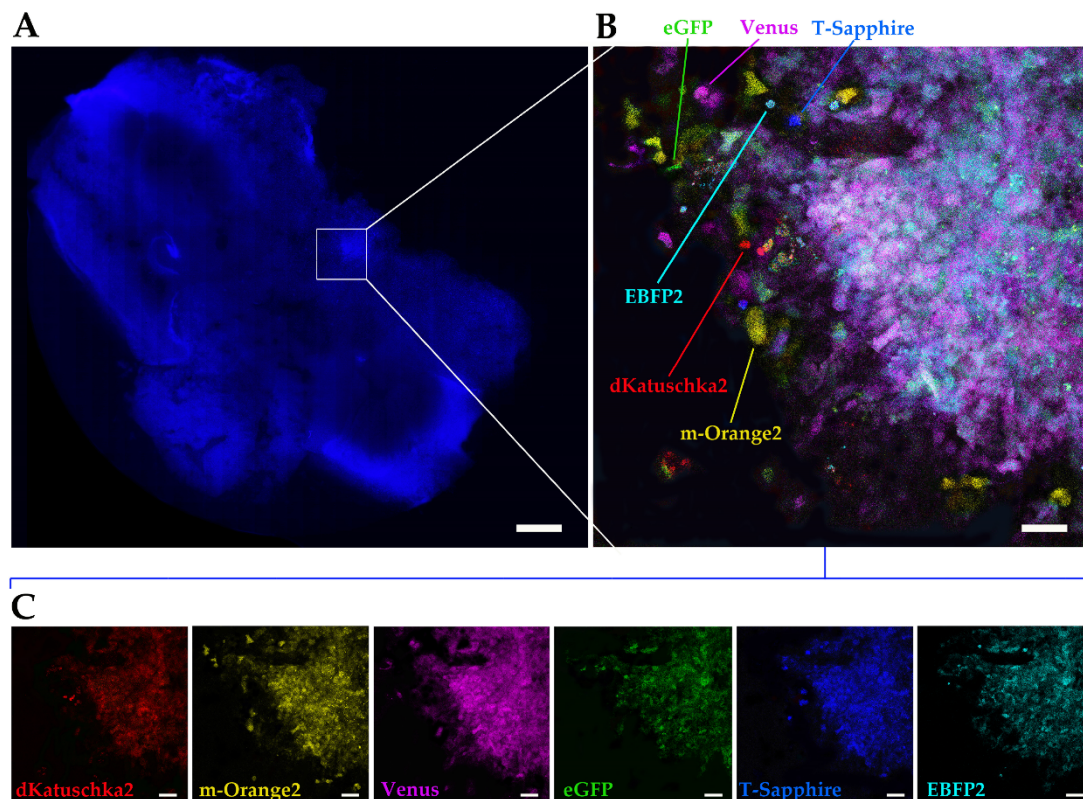 A
B
eGFP
Venus
T-Sapphire
EBFP2
dKatuschka2
m-Orange2
C
dKatuschka2
m-Orange2
Venus
eGFP
T-Sapphire
EBFP2